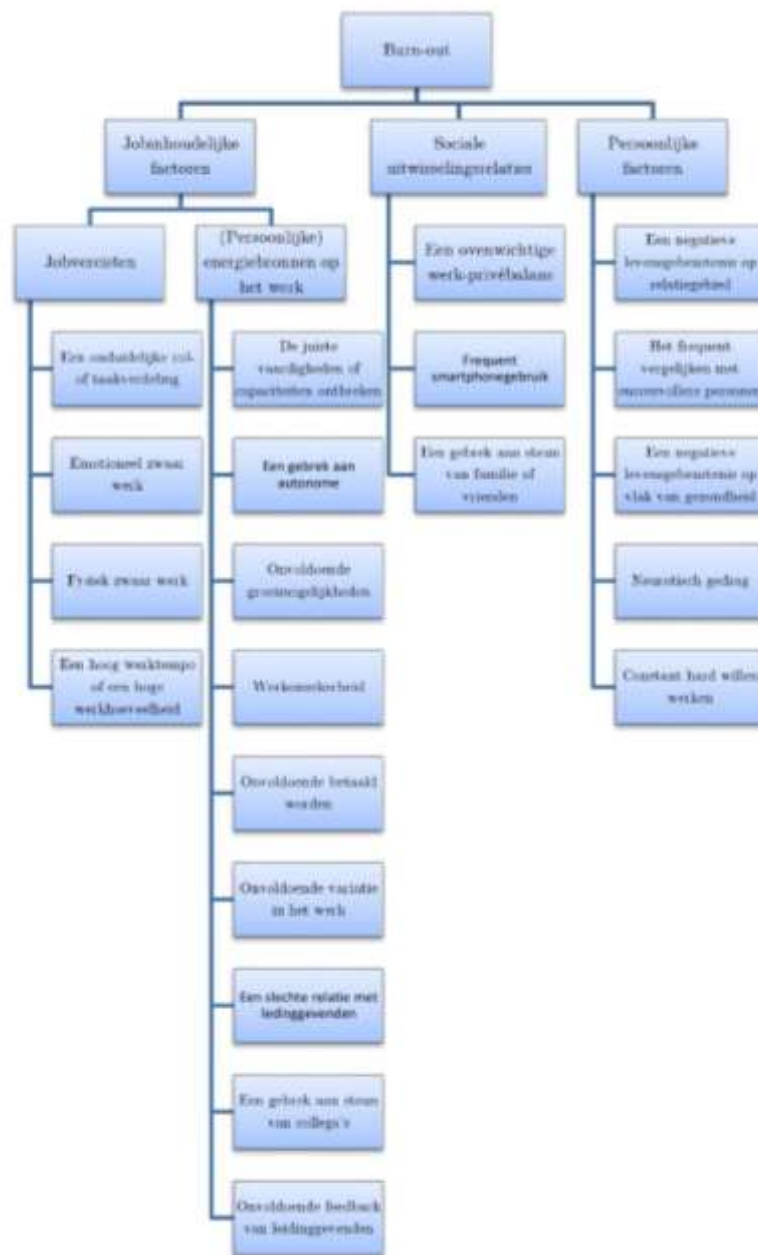 Burn-out
Jobinhoudelijke
factoren
Sociale
uitwisselingsrelaties
Persoonlijke
factoren
Jobvereisten
(Persoonlijke)
energiebronnen op
het werk
Een onduidelijke rol-
of taakverdeling
Emotioneel zwaar
werk
Fysiek zwaar werk
Een hoog werktempo
of een hoge
werkhoeveelheid
De juiste
vaardigheden of
capaciteiten ontbreken
Een gebrek aan
autonome
Onvoldoende
groeimogelijkheden
Werkonzekerheid
Onvoldoende betaald
worden
Onvoldoende variatie
in het werk
Een slechte relatie met
ledinggevenden
Een gebrek aan steun
van collega's
Onvoldoende feedback
van leidinggevenden
Een onevenwichtige
werk-privébalans
Frequent
smartphonegebruik
Een gebrek aan steun
van familie of
vrienden
Een negatieve
levensgebeurtenis op
relatiegebied
Het frequent
vergelijken met
succesvollere personen
Een negatieve
levensgebeurtenis op
vlak van gezondheid
Neurotisch gedrag
Constant hard willen
werken